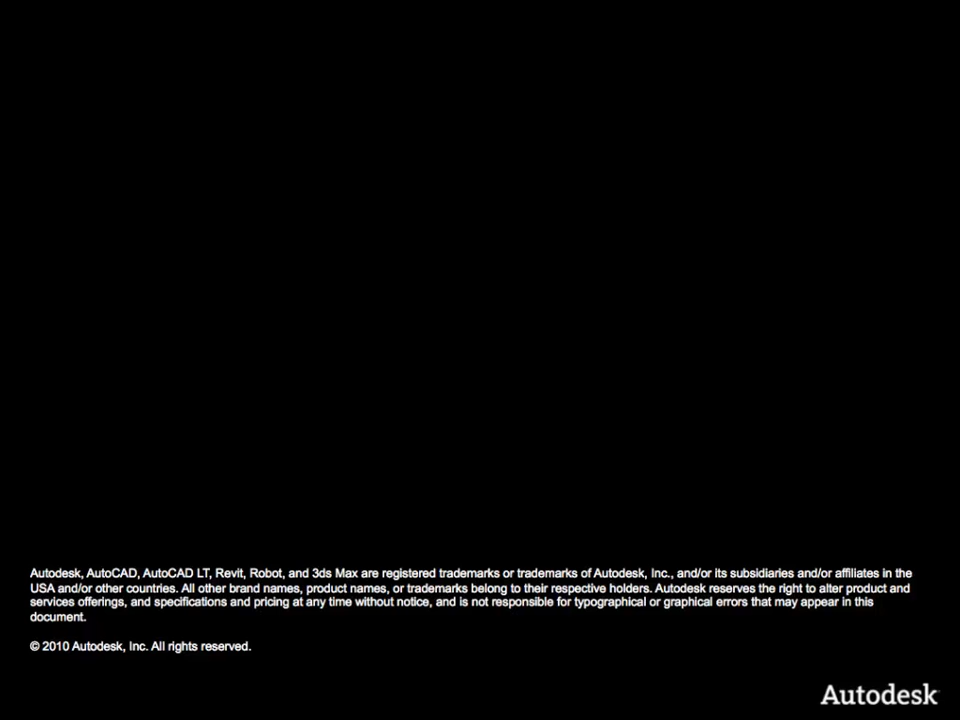 Autodesk, AutoCAD, AutoCAD LT, Revit, Robot, and 3ds Max are registered trademarks or trademarks of Autodesk, Inc., and/or its subsidiaries and/or affiliates in the
USA and/or other countries. All other brand names, product names, or trademarks belong to their respective holders. Autodesk reserves the right to alter product and
services offerings, and specifications and pricing at any time without notice, and is not responsible for typographical or graphical errors that may appear in this
document.
© 2010 Autodesk, Inc. All rights reserved.
Autodesk